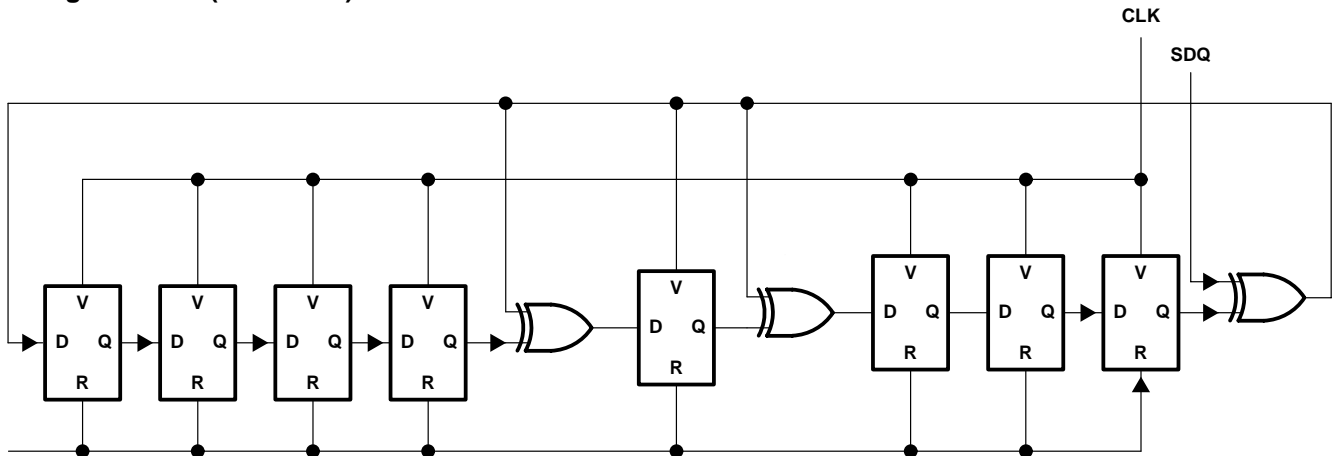 CLK
SDQ
V V V
V V V V V
D Q D Q D Q
D Q
D Q D Q D Q D Q
R R R
R
R R R R